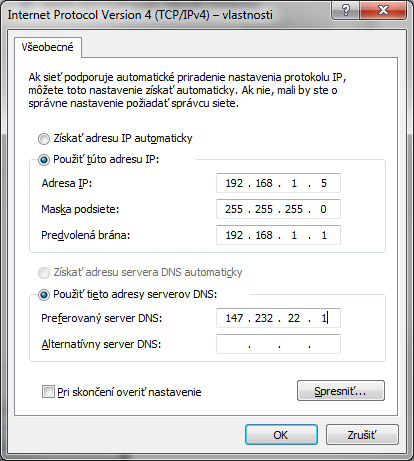 Internet Protocol Version 4 (TCP/IPv4) – vlastnosti
Všeobecné
Ak sieť podporuje automatické priradenie nastavenia protokolu IP,
môžete toto nastavenie získať automaticky. Ak nie, mali by ste o
správne nastavenie požiadať správcu siete.
Získať adresu IP automaticky
Použiť túto adresu IP:
Adresa IP: 192 . 168 . 1 . 5
Maska podsiete: 255 . 255 . 255 . 0
Predvolená brána: 192 . 168 . 1 . 1
Získať adresu servera DNS automaticky
Použiť tieto adresy serverov DNS:
Preferovaný server DNS: 147 . 232 . 22 . 1
Alternatívny server DNS: . . .
Pri skončení overiť nastavenie
Spresniť...
OK Zrušiť